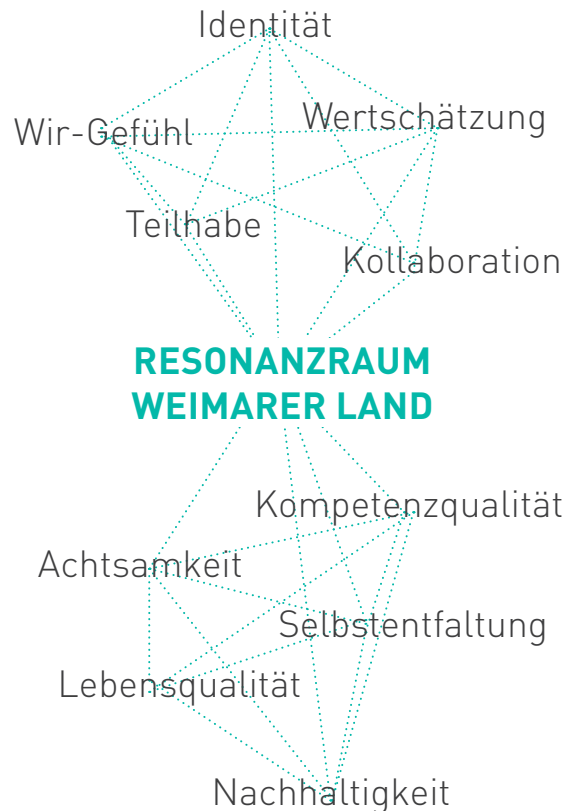 Identität
Wertschätzung
Wir-Gefühl
Teilhabe
Kollaboration
RESONANZRAUM
WEIMARER LAND
Kompetenzqualität
Achtsamkeit
Selbstentfaltung
Lebensqualität
Nachhaltigkeit